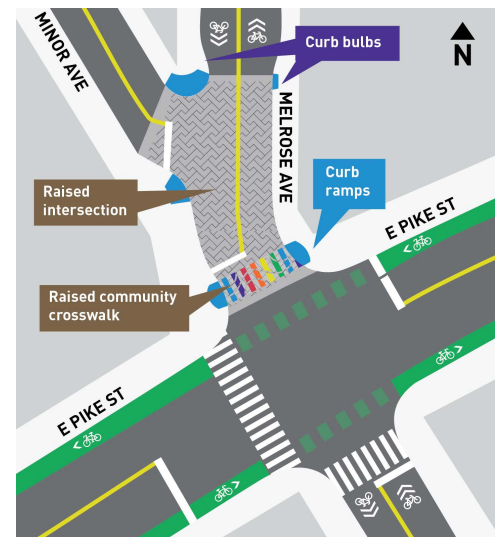 MINOR AVE
Curb bulbs
N
MELROSE AVE
Curb
ramps
Raised
intersection
E PIKE ST
Raised community
crosswalk
E PIKE ST